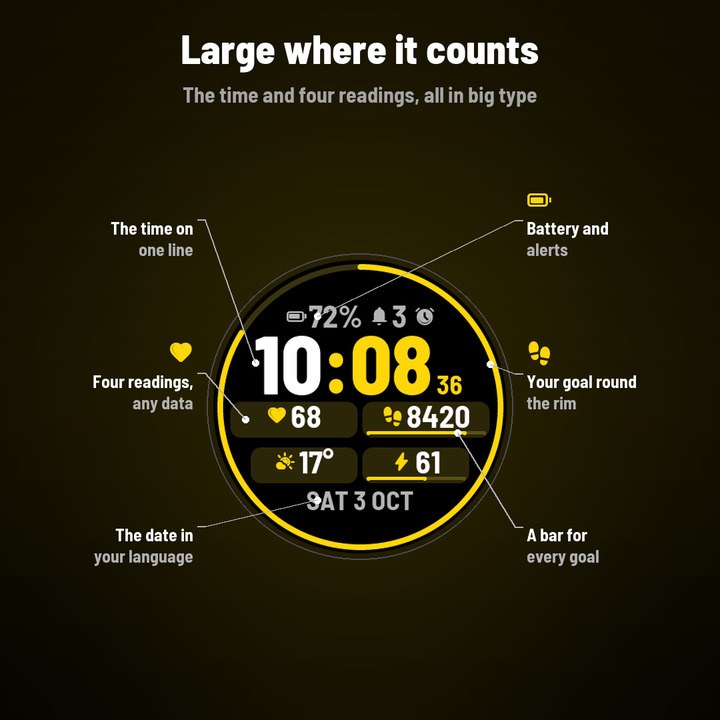 Large where it counts
The time and four readings, all in big type
The time on
one line
Battery and
alerts
72% 3
10:08 36
Four readings,
any data
Your goal round
the rim
68 8420
17° 61
SAT 3 OCT
The date in
your language
A bar for
every goal